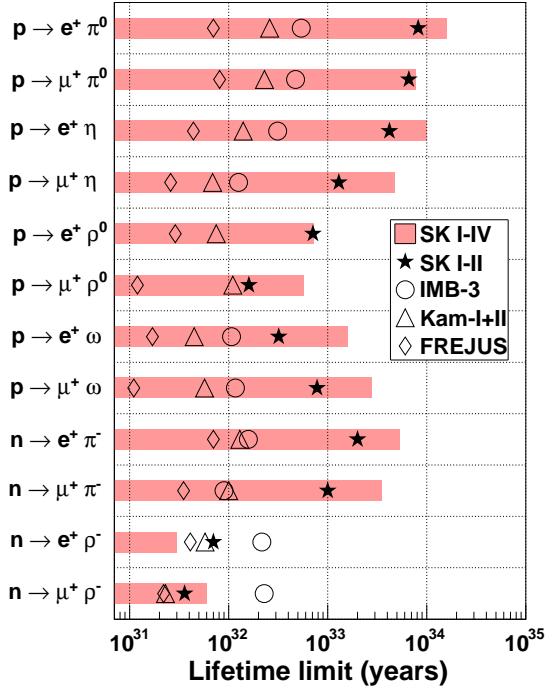 p → e⁺ π⁰
p → μ⁺ π⁰
p → e⁺ η
p → μ⁺ η
p → e⁺ ρ⁰
p → μ⁺ ρ⁰
p → e⁺ ω
p → μ⁺ ω
n → e⁺ π⁻
n → μ⁺ π⁻
n → e⁺ ρ⁻
n → μ⁺ ρ⁻
SK I-IV
SK I-II
IMB-3
Kam-I+II
FREJUS
10³¹ 10³² 10³³ 10³⁴ 10³⁵
Lifetime limit (years)